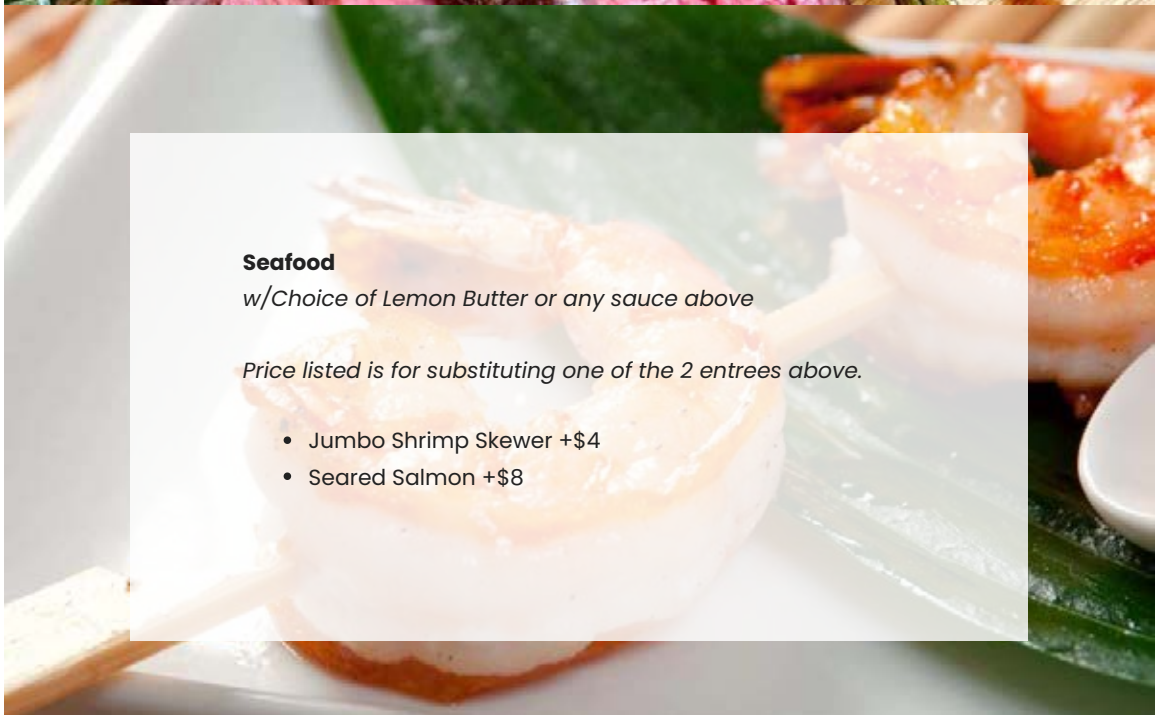 Seafood
w/Choice of Lemon Butter or any sauce above
Price listed is for substituting one of the 2 entrees above.
• Jumbo Shrimp Skewer +$4
• Seared Salmon +$8